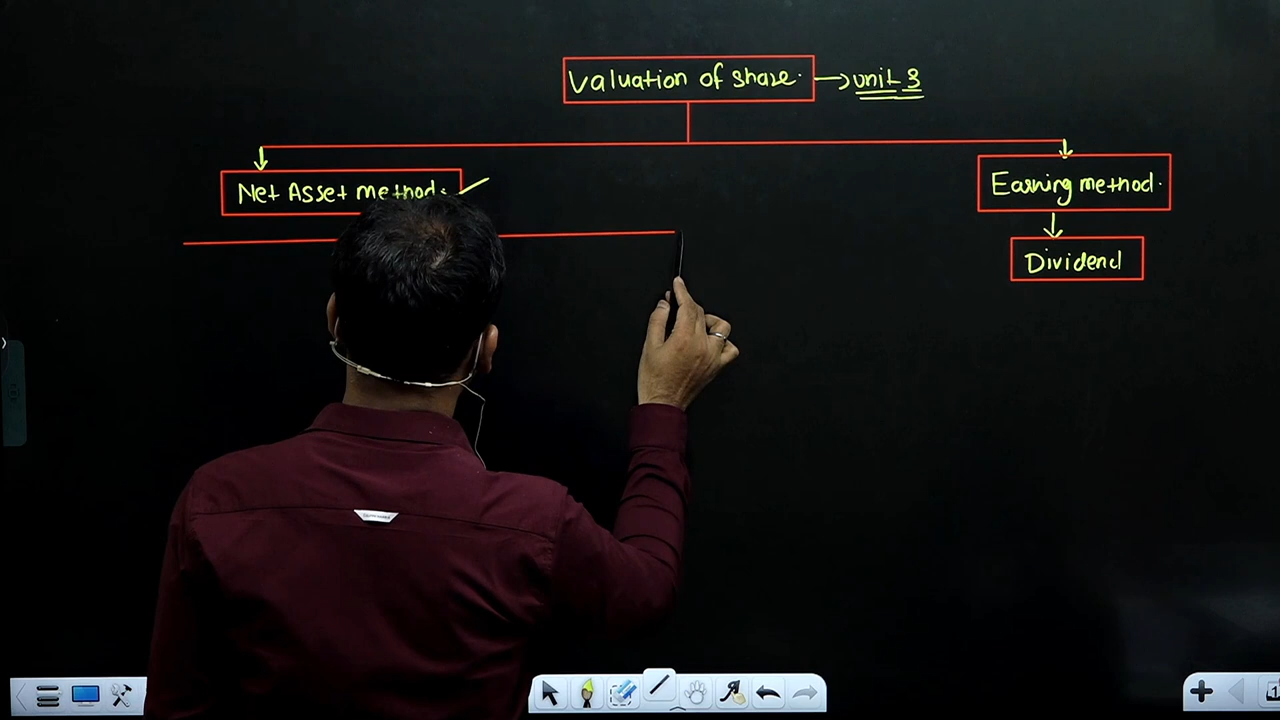 Valuation of share. → unit 3
Net Asset method.
Earning method.
Dividend